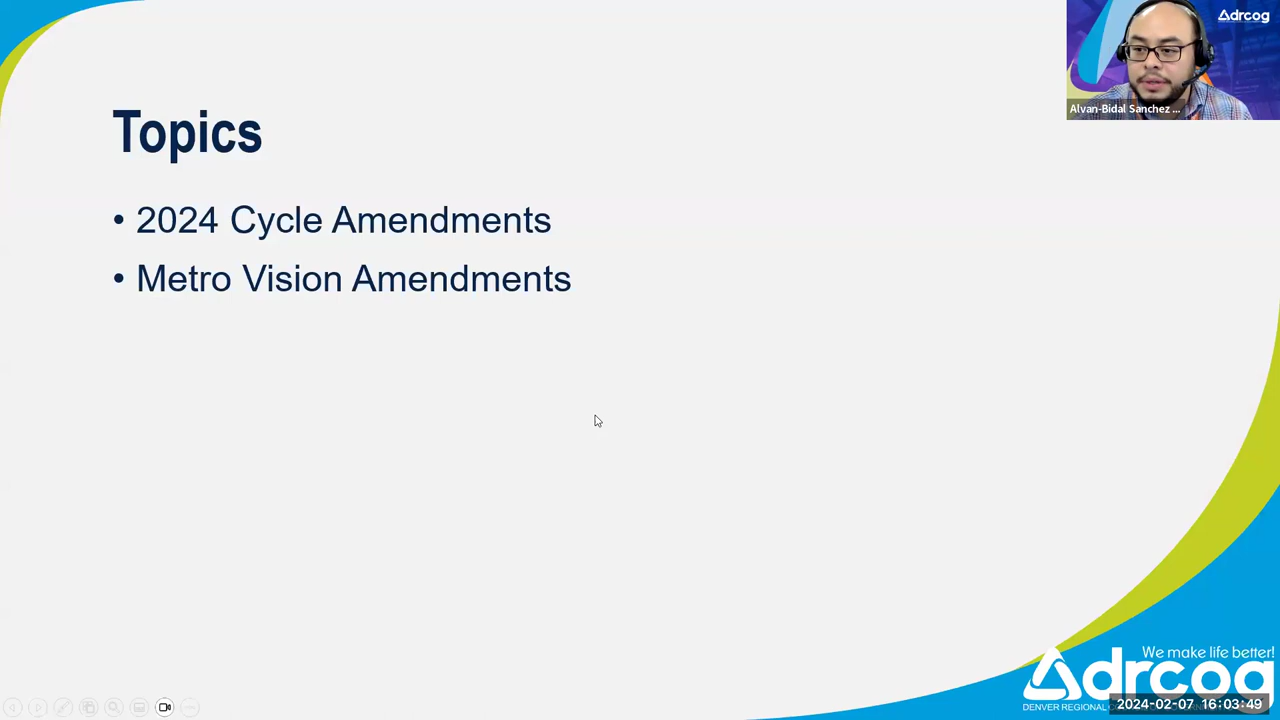 Topics
• 2024 Cycle Amendments
• Metro Vision Amendments
drcog
Alvan-Bidal Sanchez ...
We make life better!
drcog
DENVER REGIONAL
2024-02-07 16:03:49